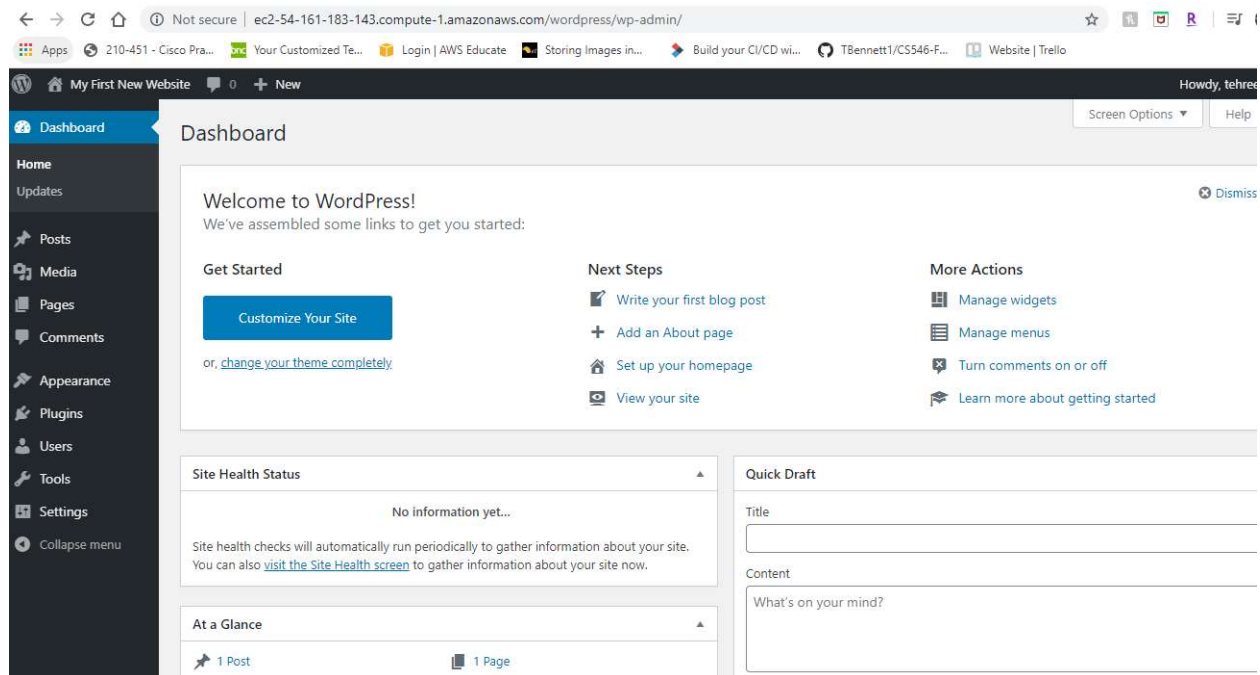 Not secure | ec2-54-161-183-143.compute-1.amazonaws.com/wordpress/wp-admin/
Apps 210-451 - Cisco Pra... Your Customized Te... Login | AWS Educate Storing Images in... Build your CI/CD wi... TBennett1/CS546-F... Website | Trello
My First New Website 0 + New Howdy, tehree
Screen Options ▼ Help
Dashboard
Home
Updates
Posts
Media
Pages
Comments
Appearance
Plugins
Users
Tools
Settings
Collapse menu
Dashboard
Welcome to WordPress!
Dismiss
We've assembled some links to get you started:
Get Started
Customize Your Site
or, change your theme completely
Next Steps
Write your first blog post
Add an About page
Set up your homepage
View your site
More Actions
Manage widgets
Manage menus
Turn comments on or off
Learn more about getting started
Site Health Status
No information yet...
Site health checks will automatically run periodically to gather information about your site.
You can also visit the Site Health screen to gather information about your site now.
At a Glance
1 Post 1 Page
Quick Draft
Title
Content
What's on your mind?